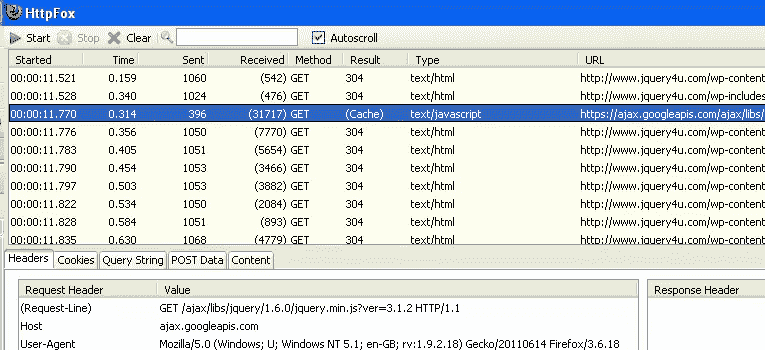 HttpFox
Start Stop Clear Autoscroll
Started Time Sent Received Method Result Type URL
00:00:11.521 0.159 1060 (542) GET 304 text/html http://www.jquery4u.com/wp-content
00:00:11.528 0.340 1024 (476) GET 304 text/html http://www.jquery4u.com/wp-includes
00:00:11.770 0.314 396 (31717) GET (Cache) text/javascript https://ajax.googleapis.com/ajax/libs/
00:00:11.776 0.356 1050 (7770) GET 304 text/html http://www.jquery4u.com/wp-content
00:00:11.783 0.405 1051 (5654) GET 304 text/html http://www.jquery4u.com/wp-content
00:00:11.790 0.454 1053 (3466) GET 304 text/html http://www.jquery4u.com/wp-content
00:00:11.797 0.503 1053 (3882) GET 304 text/html http://www.jquery4u.com/wp-content
00:00:11.822 0.534 1050 (2084) GET 304 text/html http://www.jquery4u.com/wp-content
00:00:11.828 0.584 1051 (893) GET 304 text/html http://www.jquery4u.com/wp-content
00:00:11.835 0.630 1068 (4779) GET 304 text/html http://www.jquery4u.com/wp-content
Headers Cookies Query String POST Data Content
Request Header Value Response Header
(Request-Line) GET /ajax/libs/jquery/1.6.0/jquery.min.js?ver=3.1.2 HTTP/1.1
Host ajax.googleapis.com
User-Agent Mozilla/5.0 (Windows; U; Windows NT 5.1; en-GB; rv:1.9.2.18) Gecko/20110614 Firefox/3.6.18